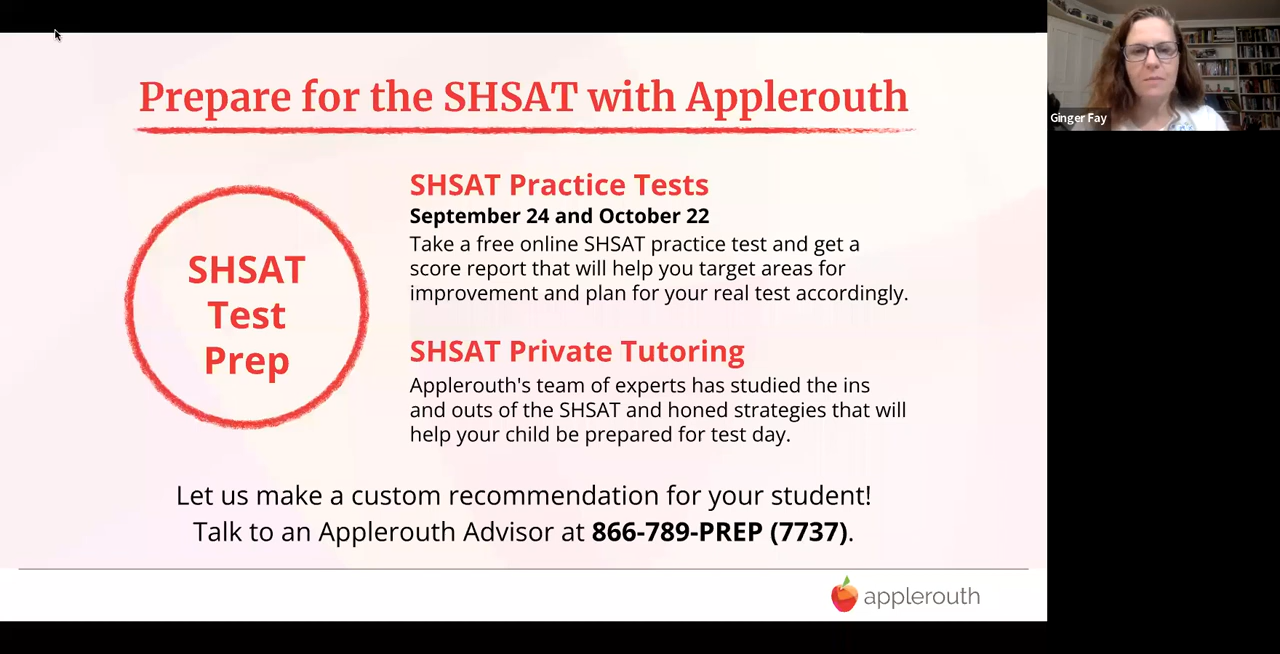 Prepare for the SHSAT with Applerouth
SHSAT
Test
Prep
SHSAT Practice Tests
September 24 and October 22
Take a free online SHSAT practice test and get a
score report that will help you target areas for
improvement and plan for your real test accordingly.
SHSAT Private Tutoring
Applerouth's team of experts has studied the ins
and outs of the SHSAT and honed strategies that will
help your child be prepared for test day.
Let us make a custom recommendation for your student!
Talk to an Applerouth Advisor at 866-789-PREP (7737).
applerouth
Ginger Fay